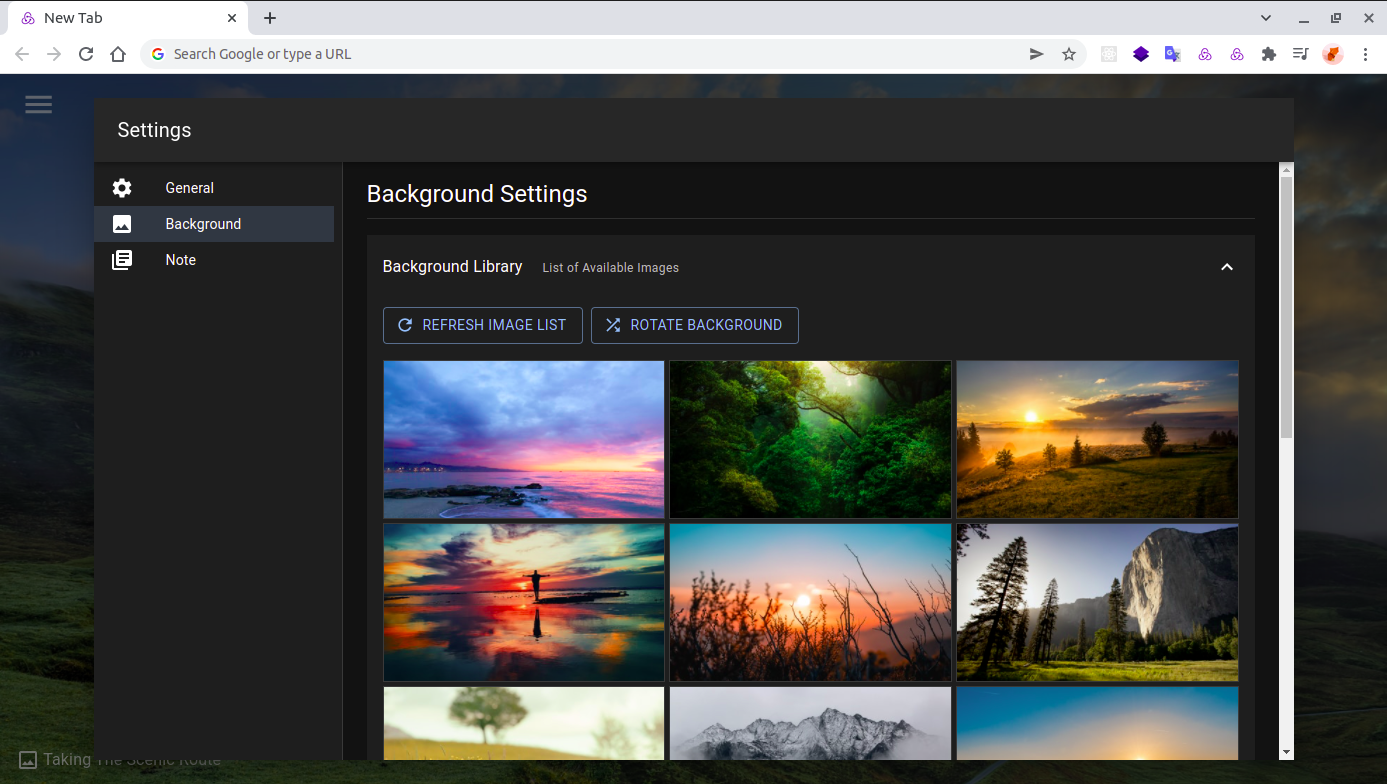 New Tab
Search Google or type a URL
Settings
General
Background
Note
Background Settings
Background Library List of Available Images
REFRESH IMAGE LIST ROTATE BACKGROUND
Taking The Scenic Route